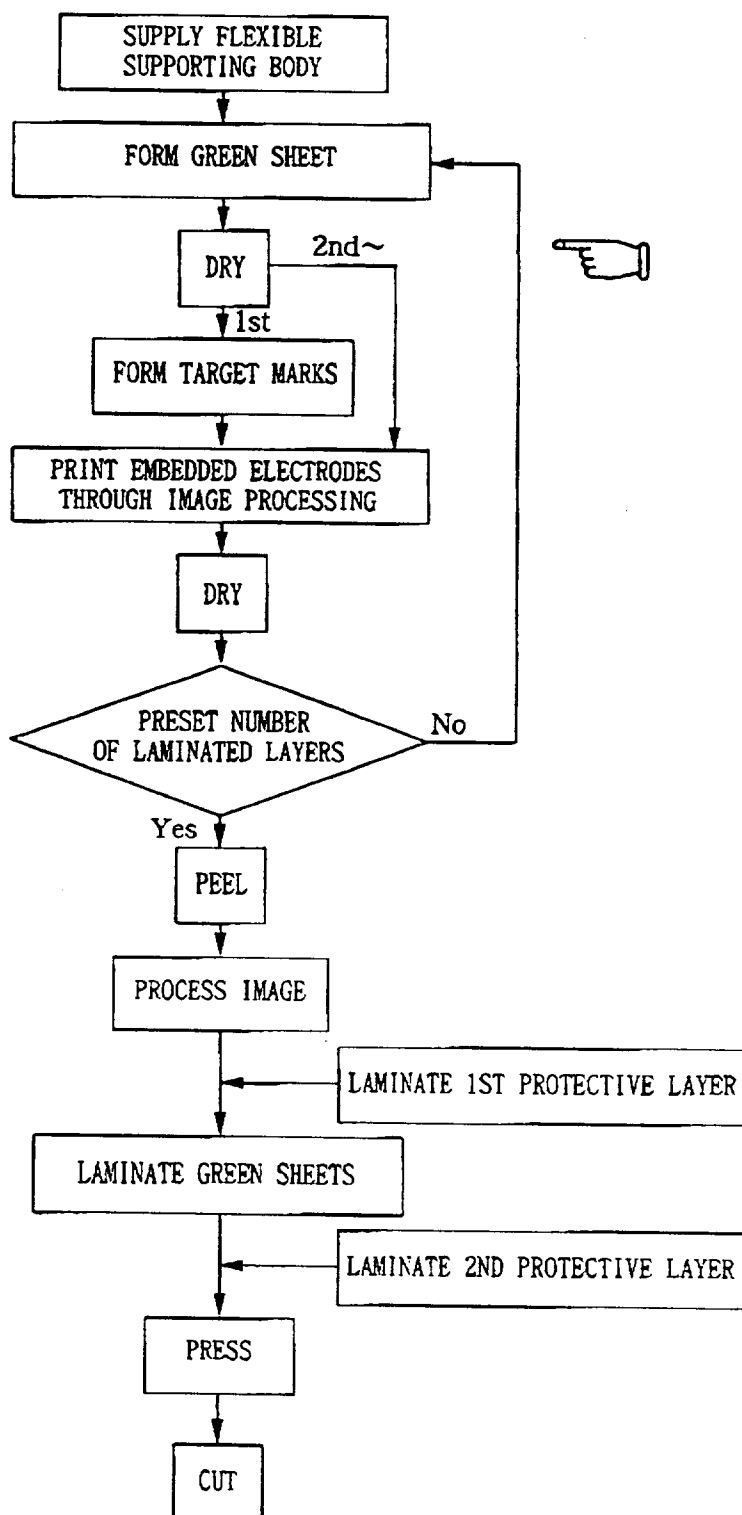 SUPPLY FLEXIBLE
SUPPORTING BODY
FORM GREEN SHEET
DRY
2nd~
1st
FORM TARGET MARKS
PRINT EMBEDDED ELECTRODES
THROUGH IMAGE PROCESSING
DRY
PRESET NUMBER
OF LAMINATED LAYERS
No
Yes
PEEL
PROCESS IMAGE
LAMINATE 1ST PROTECTIVE LAYER
LAMINATE GREEN SHEETS
LAMINATE 2ND PROTECTIVE LAYER
PRESS
CUT